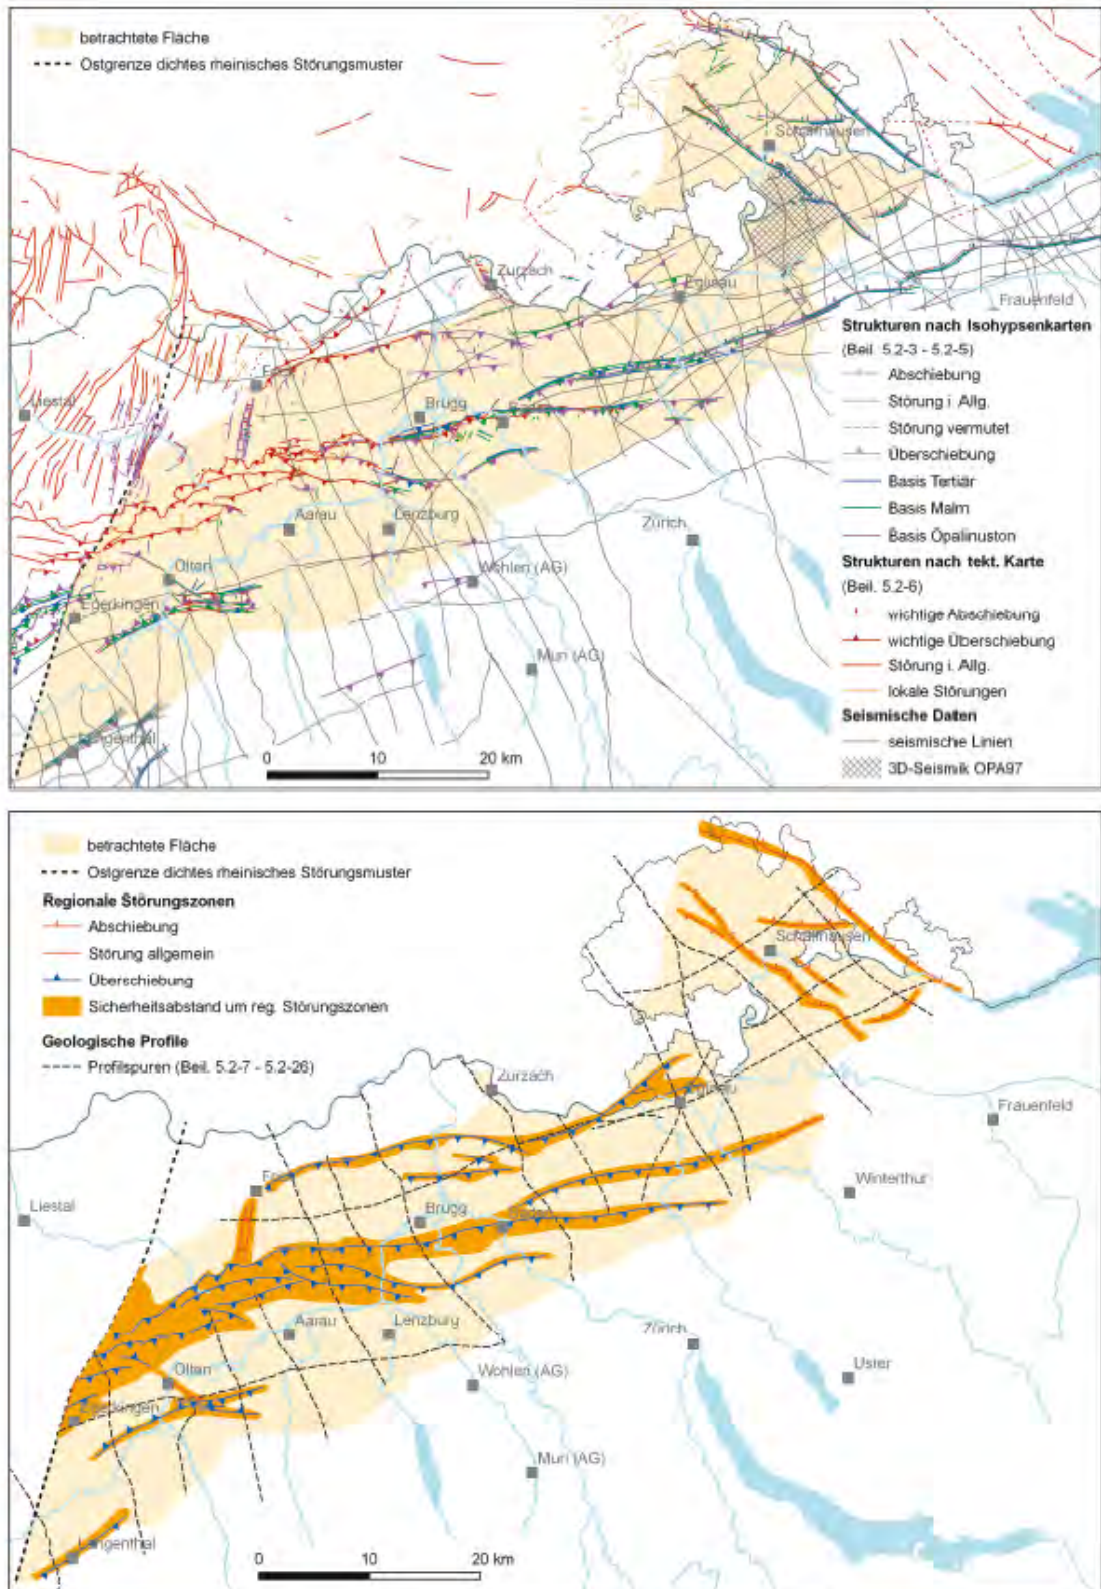 betrachtete Fläche
Ostgrenze dichtes rheinisches Störungsmuster
Schaffhausen
Zurzach
Eglisau
Frauenfeld
Liestal
Brugg
Baden
Aarau
Lenzburg
Zürich
Olten
Wohlen (AG)
Egerkingen
Muri (AG)
Langenthal
0 10 20 km
Strukturen nach Isohypsenkarten
(Beil. 5.2-3 - 5.2-5)
Abschiebung
Störung i. Allg.
Störung vermutet
Überschiebung
Basis Tertiär
Basis Malm
Basis Opalinuston
Strukturen nach tekt. Karte
(Beil. 5.2-6)
wichtige Abschiebung
wichtige Überschiebung
Störung i. Allg.
lokale Störungen
Seismische Daten
seismische Linien
3D-Seismik OPA97
betrachtete Fläche
Ostgrenze dichtes rheinisches Störungsmuster
Regionale Störungszonen
Abschiebung
Störung allgemein
Überschiebung
Sicherheitsabstand um reg. Störungszonen
Geologische Profile
Profilspuren (Beil. 5.2-7 - 5.2-26)
Schaffhausen
Zurzach
Eglisau
Frauenfeld
Winterthur
Liestal
Brugg
Baden
Aarau
Lenzburg
Zürich
Uster
Olten
Wohlen (AG)
Egerkingen
Muri (AG)
Langenthal
0 10 20 km